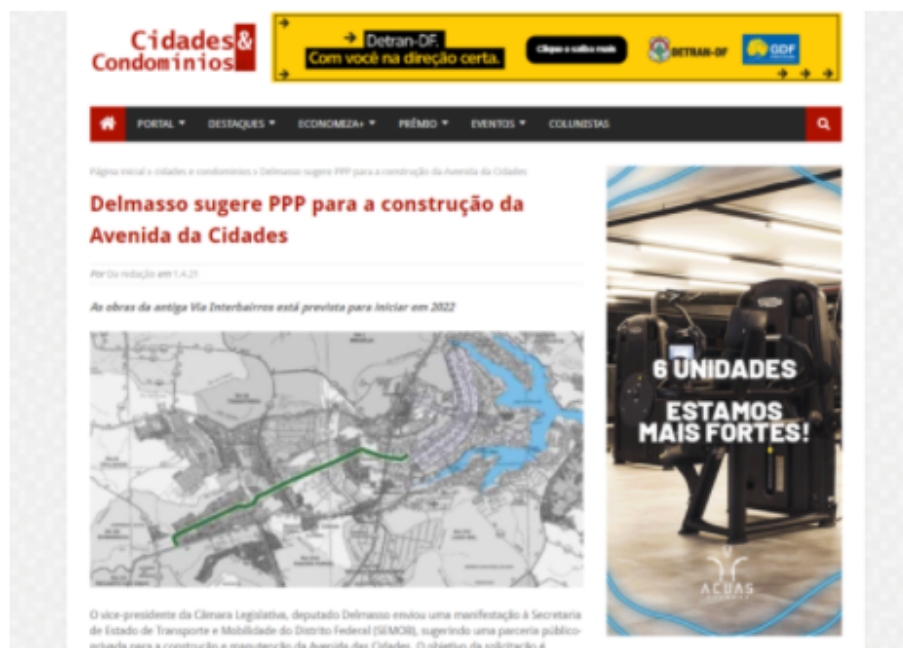 Cidades&
Condomínios
Detran-DF.
Com você na direção certa.
Clique e saiba mais
DETRAN-DF
GDF
PORTAL
DESTAQUES
ECONOMIZA+
PRÊMIO
EVENTOS
COLUNISTAS
Página inicial » cidades e condominios » Delmasso sugere PPP para a construção da Avenida da Cidades
Delmasso sugere PPP para a construção da
Avenida da Cidades
Por Da redação em 1.4.21
As obras da antiga Via Interbairros está prevista para iniciar em 2022
6 UNIDADES
ESTAMOS
MAIS FORTES!
ACUAS
O vice-presidente da Câmara Legislativa, deputado Delmasso enviou uma manifestação à Secretaria
de Estado de Transporte e Mobilidade do Distrito Federal (SEMOB), sugerindo uma parceria público-
privada para a construção e manutenção da Avenida das Cidades. O objetivo da solicitação é